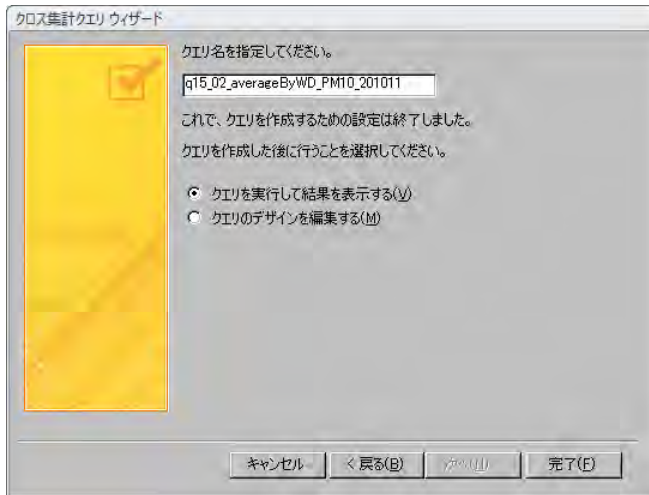 クロス集計クエリ ウィザード
クエリ名を指定してください。
q15_02_averageByWD_PM10_201011
これで、クエリを作成するための設定は終了しました。
クエリを作成した後に行うことを選択してください。
クエリを実行して結果を表示する(V)
クエリのデザインを編集する(M)
キャンセル < 戻る(B) 完了(F)